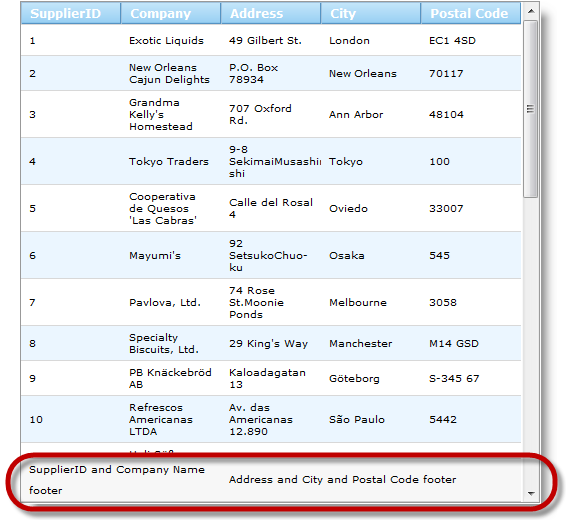 SupplierID Company Address City Postal Code
1 Exotic Liquids 49 Gilbert St. London EC1 4SD
2 New Orleans Cajun Delights P.O. Box 78934 New Orleans 70117
3 Grandma Kelly's Homestead 707 Oxford Rd. Ann Arbor 48104
4 Tokyo Traders 9-8 SekimaiMusashi shi Tokyo 100
5 Cooperativa de Quesos 'Las Cabras' Calle del Rosal 4 Oviedo 33007
6 Mayumi's 92 SetsukoChuo-ku Osaka 545
7 Pavlova, Ltd. 74 Rose St.Moonie Ponds Melbourne 3058
8 Specialty Biscuits, Ltd. 29 King's Way Manchester M14 GSD
9 PB Knäckebröd AB Kaloadagatan 13 Göteborg S-345 67
10 Refrescos Americanas LTDA Av. das Americanas 12.890 São Paulo 5442
SupplierID and Company Name footer Address and City and Postal Code footer